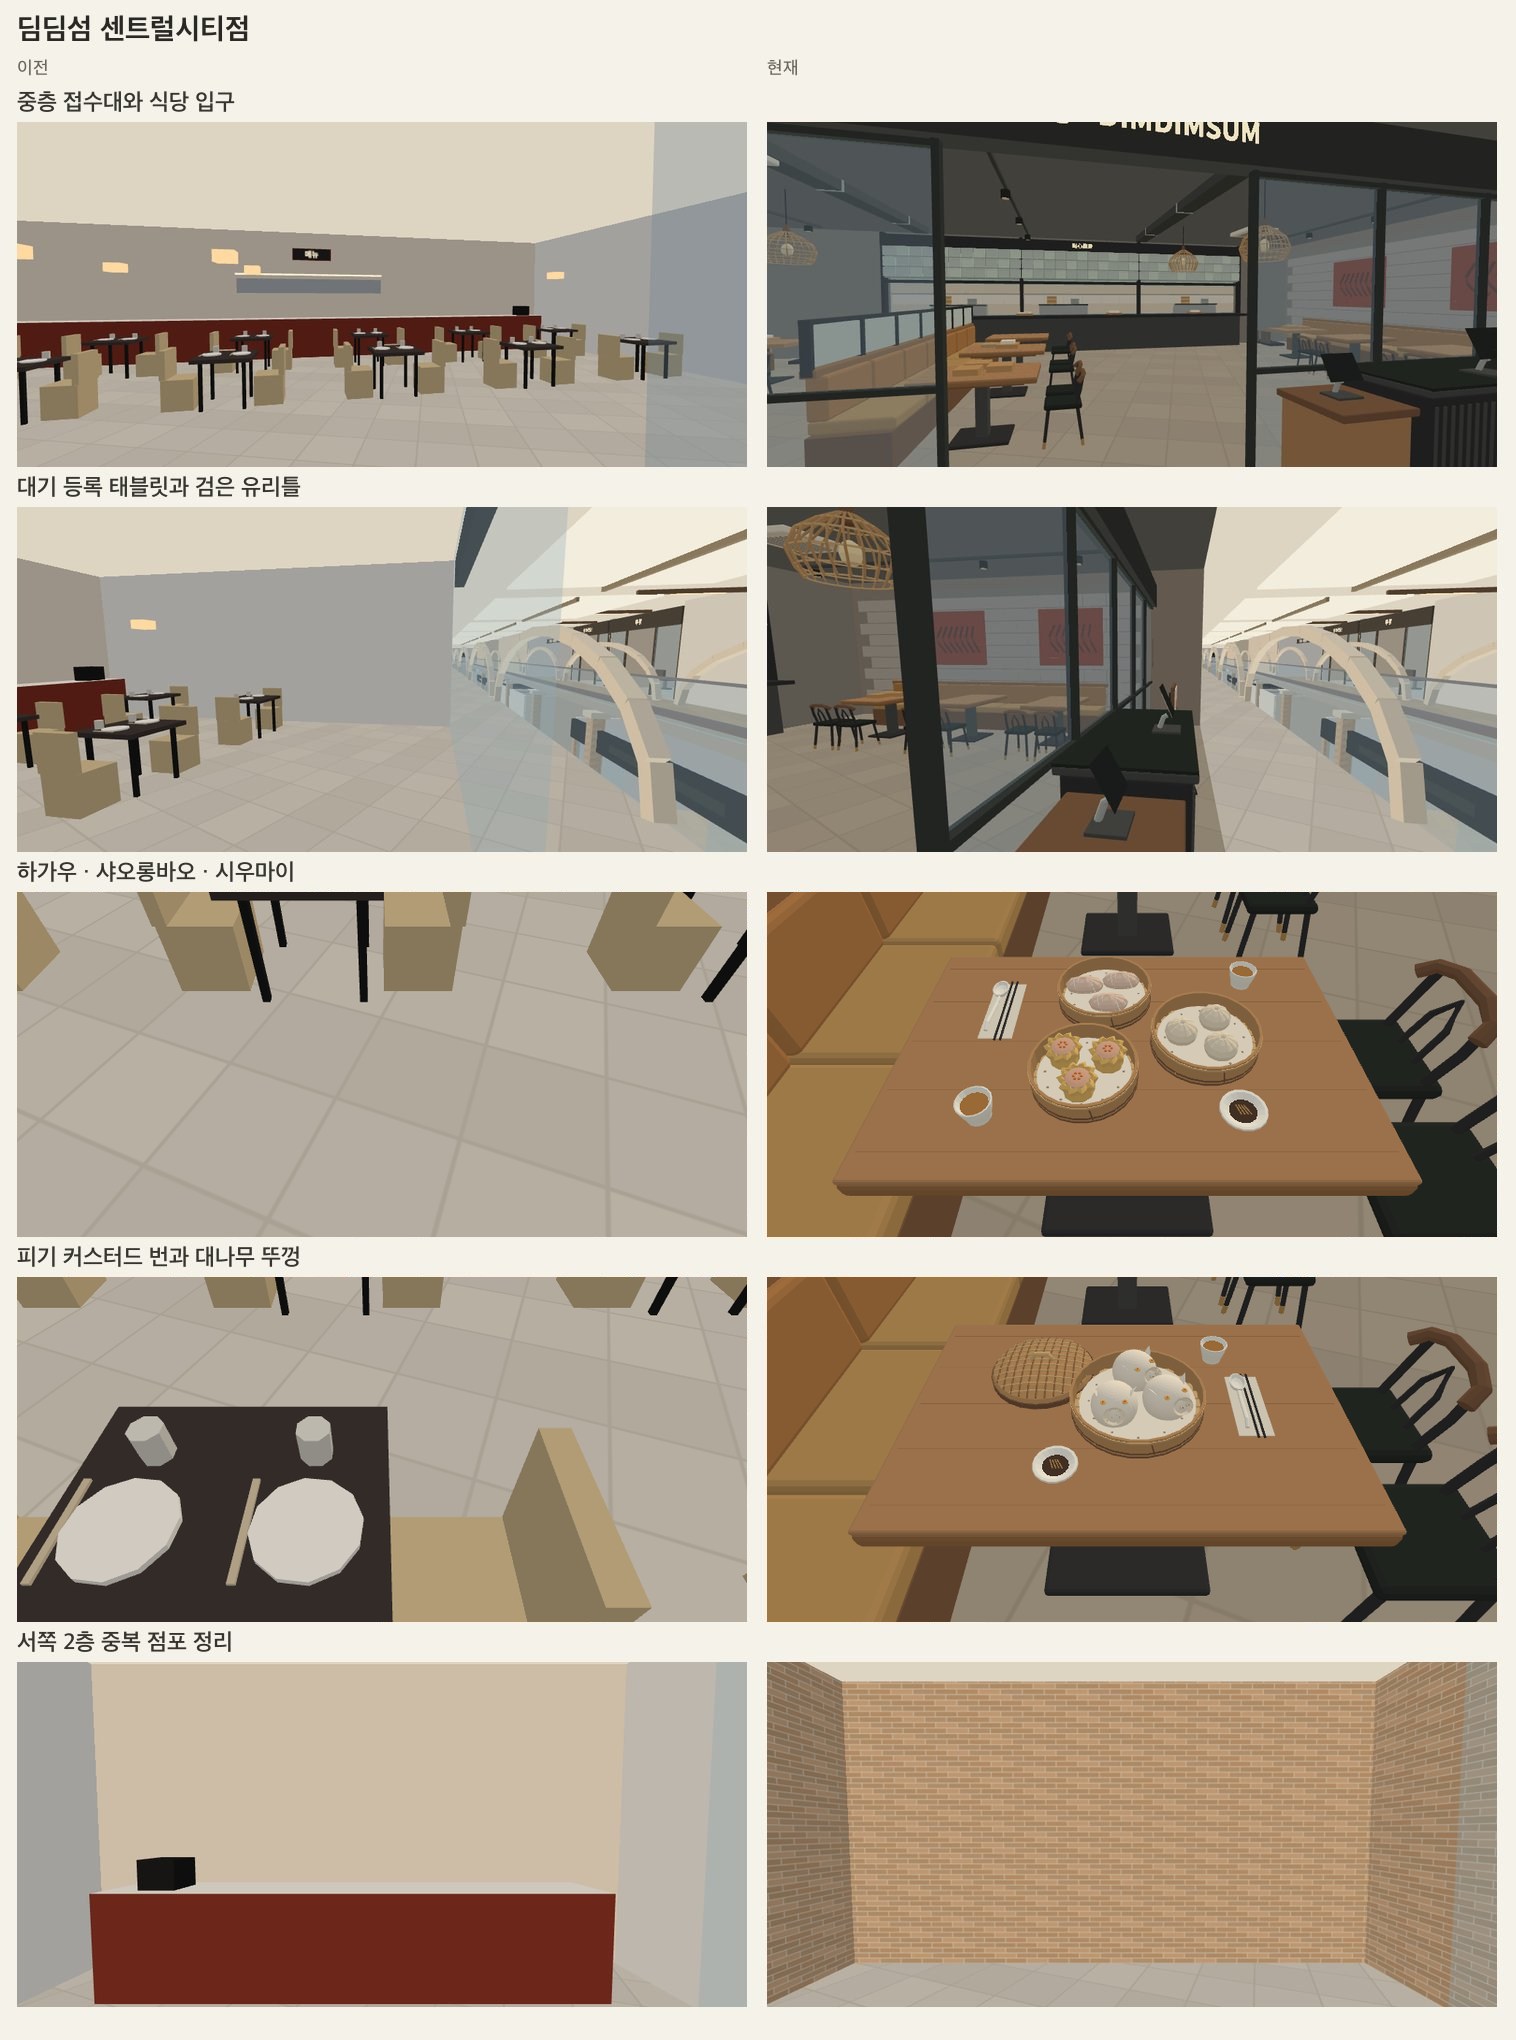 딤딤섬 센트럴시티점
이전
현재
중층 접수대와 식당 입구
메뉴
DIMDIMSUM
대기 등록 태블릿과 검은 유리틀
하가우 · 샤오롱바오 · 시우마이
피기 커스터드 번과 대나무 뚜껑
서쪽 2층 중복 점포 정리